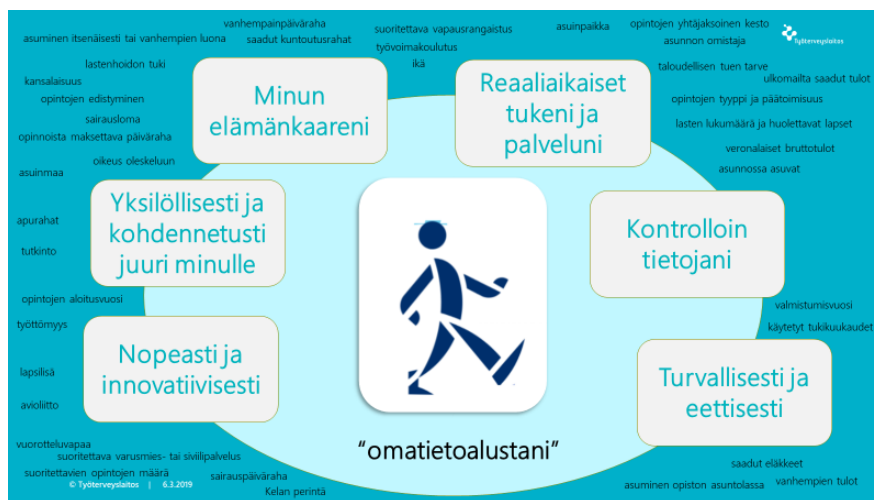 vanhempainpäiväraha
asuminen itsenäisesti tai vanhempien luona
saadut kuntoutusrahat
suoritettava vapausrangaistus
työvoimakoulutus
ikä
asuinpaikka
opintojen yhtäjaksoinen kesto
asunnon omistaja
Työterveyslaitos
lastenhoidon tuki
kansalaisuus
opintojen edistyminen
sairausloma
opinnoista maksettava päiväraha
oikeus oleskeluun
asuinmaa
Minun
elämänkaareni
Reaaliaikaiset
tukeni ja
palveluni
taloudellisen tuen tarve
ulkomailta saadut tulot
opintojen tyyppi ja päätoimisuus
lasten lukumäärä ja huolettavat lapset
veronalaiset bruttotulot
asunnossa asuvat
apurahat
tutkinto
Yksilöllisesti ja
kohdennetusti
juuri minulle
Kontrolloin
tietojani
opintojen aloitusvuosi
työttömyys
lapsilisä
avioliitto
Nopeasti ja
innovatiivisesti
valmistumisvuosi
käytetyt tukikuukaudet
Turvallisesti ja
eettisesti
"omatietoalustani"
vuorotteluvapaa
suoritettava varusmies- tai siviilipalvelus
suoritettavien opintojen määrä
sairauspäiväraha
Kelan perintä
saadut eläkkeet
asuminen opiston asuntolassa
vanhempien tulot
© Työterveyslaitos | 6.3.2019